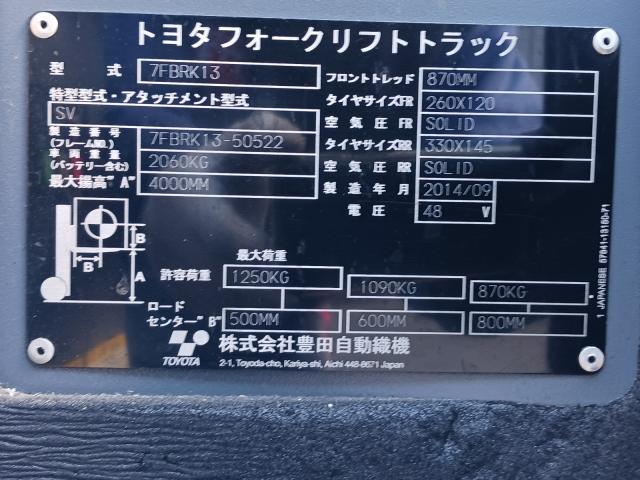 トヨタフォークリフトトラック
型 式 7FBRK13
特型型式・アタッチメント型式
SV
製造番号 (フレームNO.) 7FBRK13-50522
車両重量 (バッテリー含む) 2060KG
最大揚高"A" 4000MM
フロントトレッド 870MM
タイヤサイズFR 260X120
空気圧FR SOLID
タイヤサイズRR 330X145
空気圧RR SOLID
製造年月 2014/09
電圧 48 V
B
B
A
最大荷重
許容荷重 1250KG 1090KG 870KG
ロード
センター"B" 500MM 600MM 800MM
TOYOTA
株式会社豊田自動織機
2-1, Toyoda-cho, Kariya-shi, Aichi 448-8671 Japan
1 JAPANESE 57841-13160-71